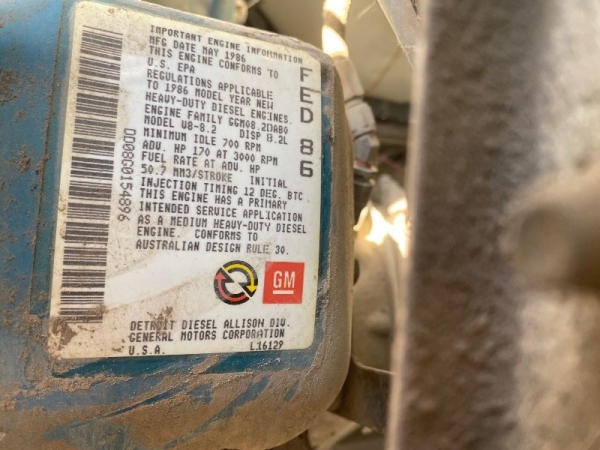 IMPORTANT ENGINE INFORMATION
MFG DATE MAY 1986
THIS ENGINE CONFORMS TO
U.S. EPA
REGULATIONS APPLICABLE
TO 1986 MODEL YEAR NEW
HEAVY-DUTY DIESEL ENGINES.
ENGINE FAMILY GGM08.2DAB0
MODEL V8-8.2 DISP 8.2L
MINIMUM IDLE 700 RPM
ADV. HP 170 AT 3000 RPM
FUEL RATE AT ADV. HP
50.7 MM3/STROKE INITIAL
INJECTION TIMING 12 DEG. BTC.
THIS ENGINE HAS A PRIMARY
INTENDED SERVICE APPLICATION
AS A MEDIUM HEAVY-DUTY DIESEL
ENGINE. CONFORMS TO
AUSTRALIAN DESIGN RULE 30.
FED 86
DD08G0154896
GM
DETROIT DIESEL ALLISON DIV.
GENERAL MOTORS CORPORATION
U.S.A. L16129